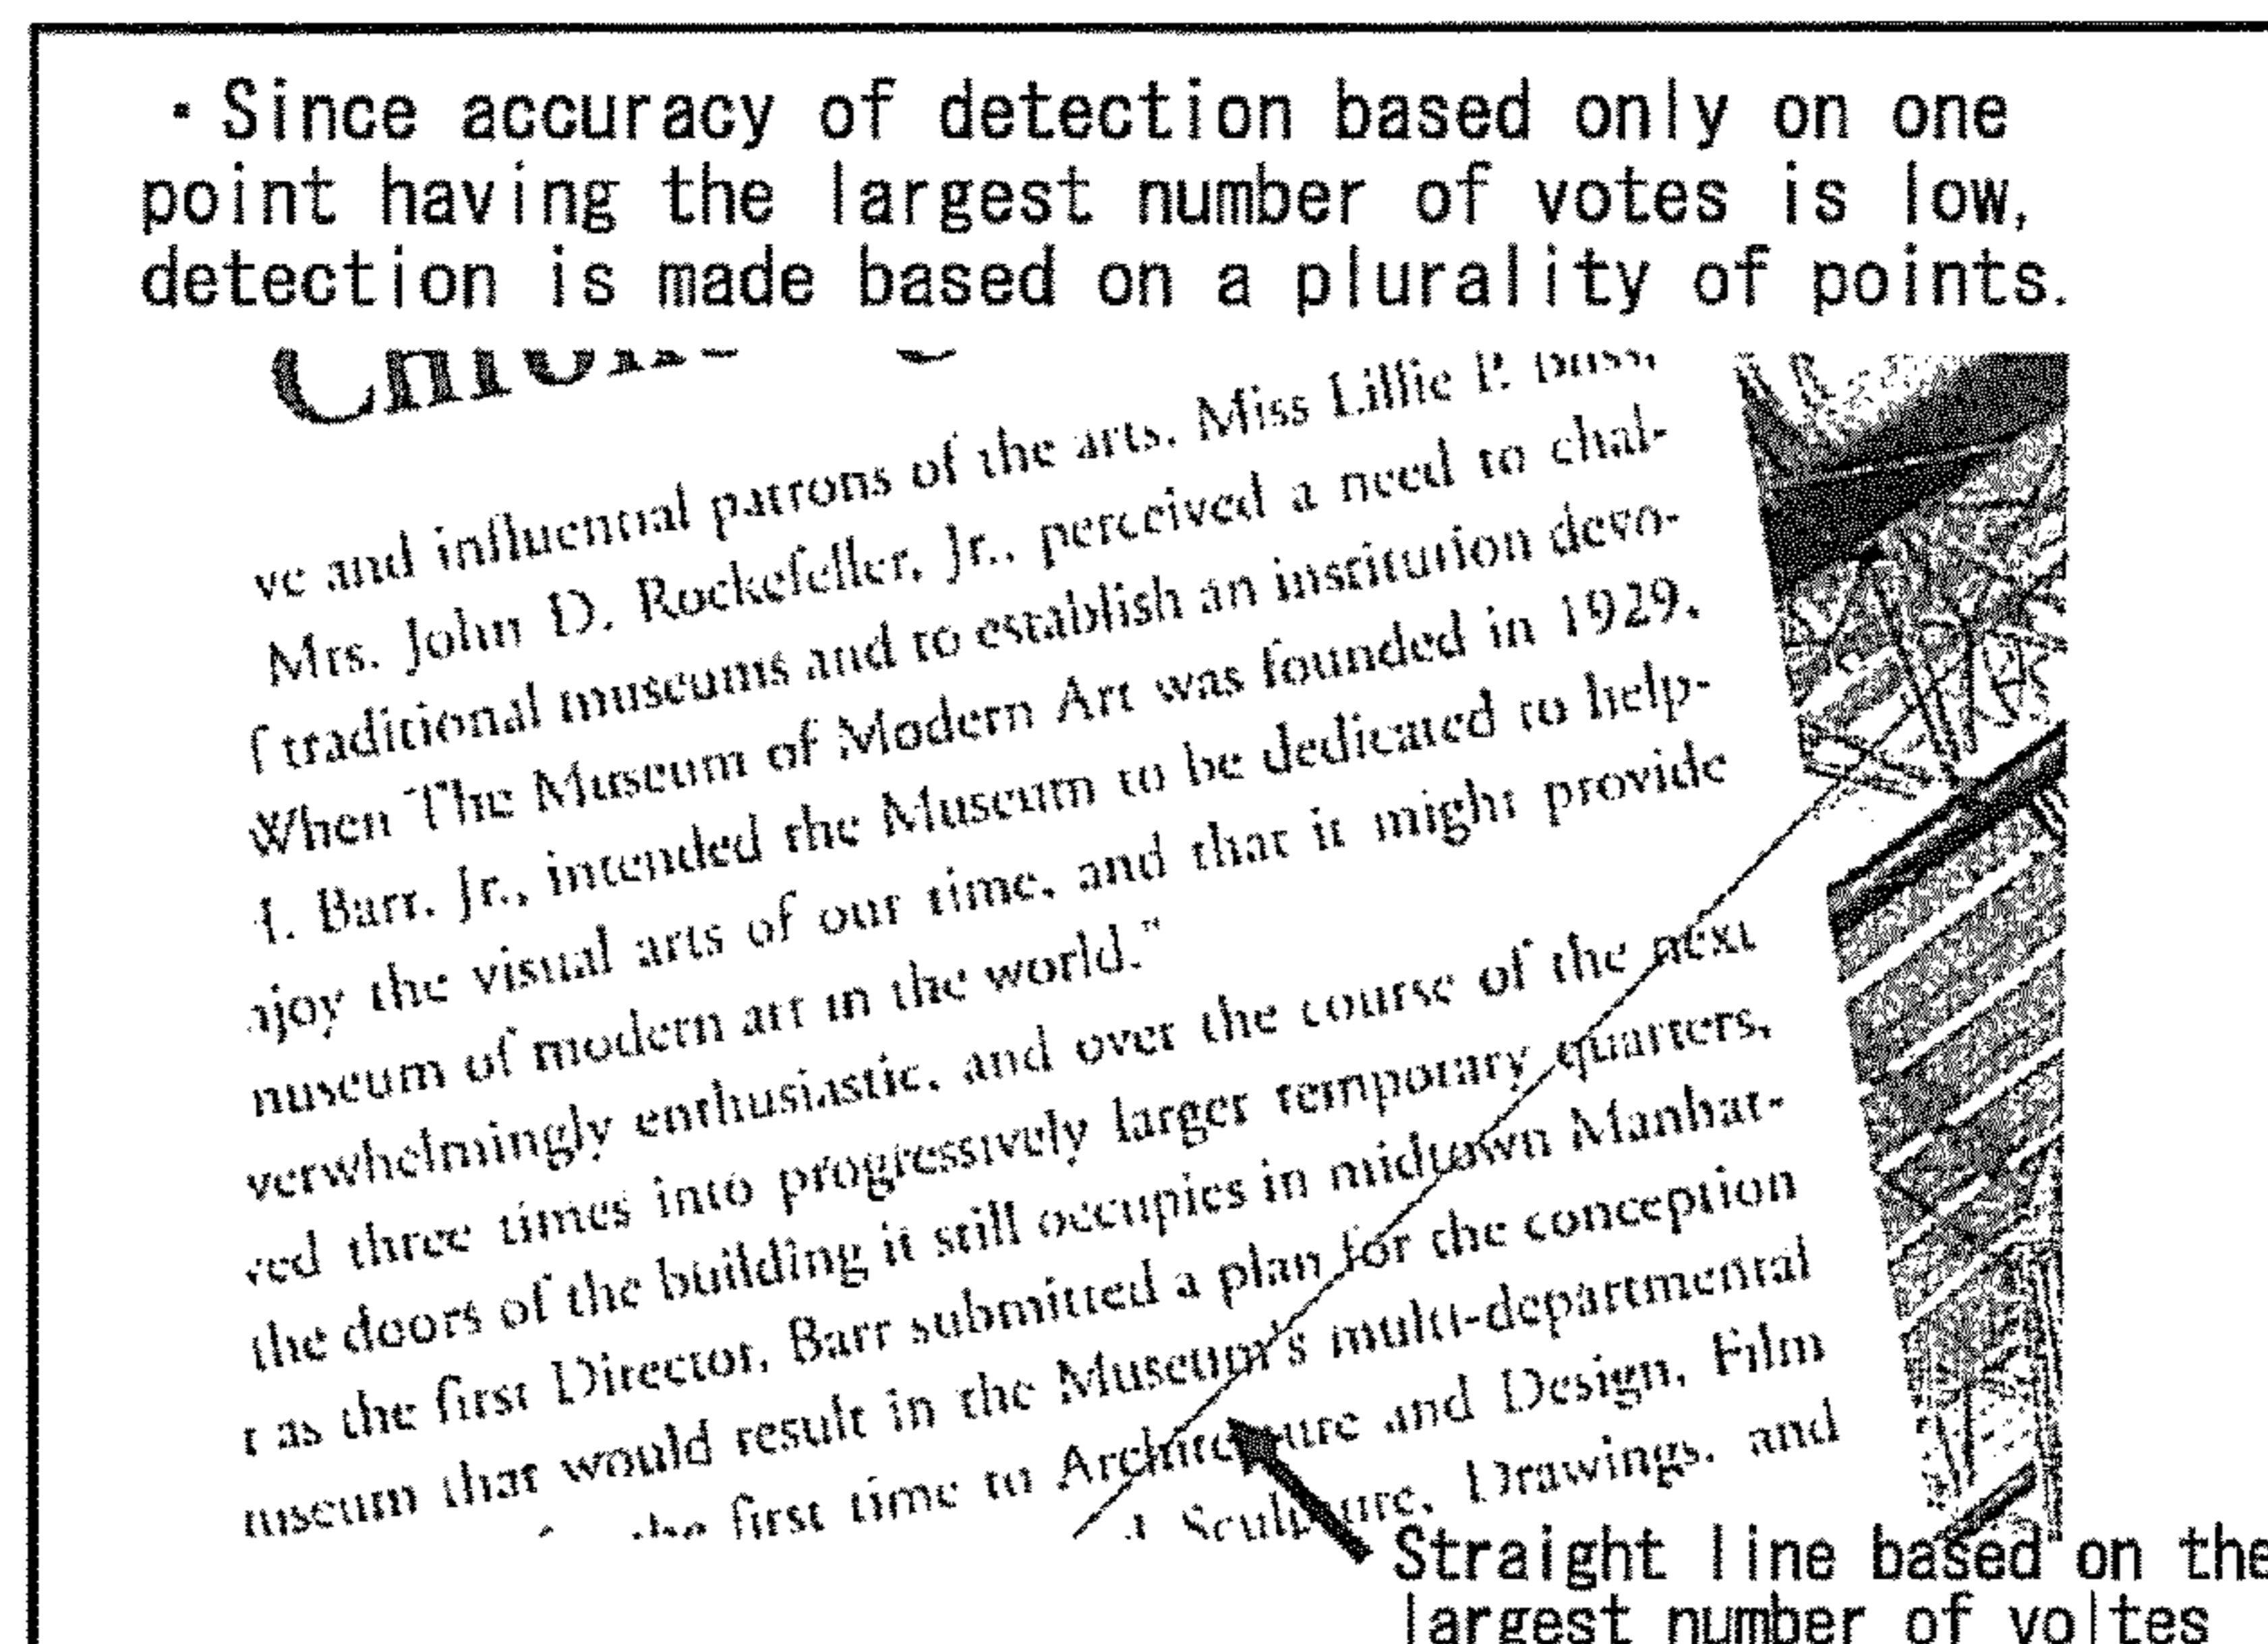 ・Since accuracy of detection based only on one
point having the largest number of votes is low,
detection is made based on a plurality of points.
ve and influential patrons of the arts, Miss Lillie P. Bliss,
Mrs. John D. Rockefeller, Jr., perceived a need to chal-
f traditional museums and to establish an institution devo-
When The Museum of Modern Art was founded in 1929,
H. Barr, Jr., intended the Museum to be dedicated to help-
njoy the visual arts of our time, and that it might provide
nuseum of modern art in the world."
verwhelmingly enthusiastic, and over the course of the next
ved three times into progressively larger temporary quarters,
the doors of the building it still occupies in midtown Manhat-
t as the first Director, Barr submitted a plan for the conception
museum that would result in the Museum's multi-departmental
the first time to Architecture and Design, Film
Sculpture, Drawings, and
Straight line based on the
largest number of voltes